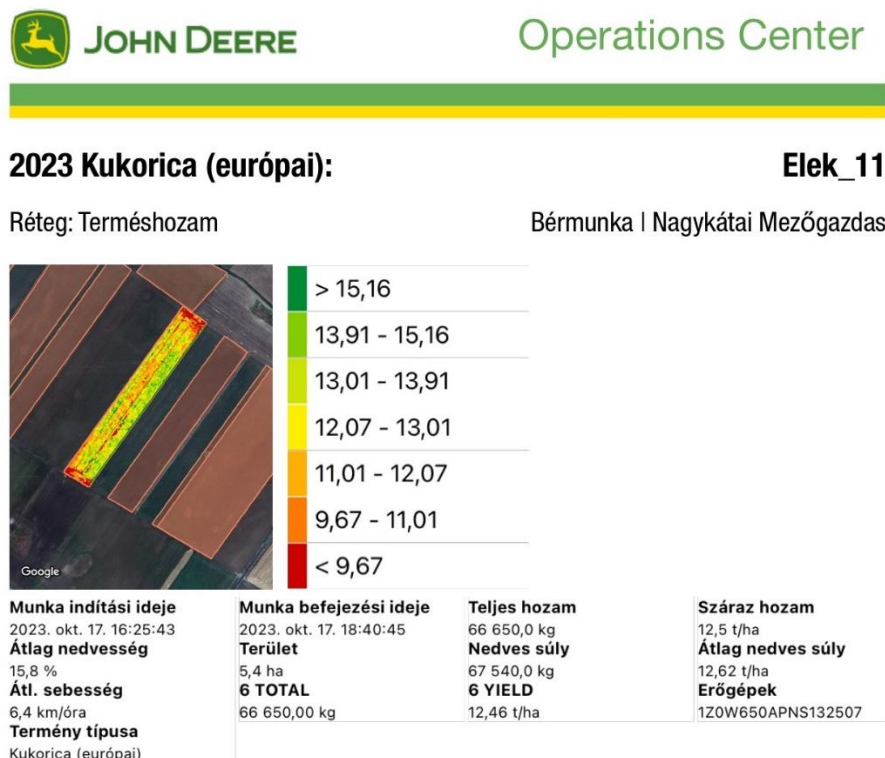 JOHN DEERE
Operations Center
2023 Kukorica (európai):
Elek_11
Réteg: Terméshozam
Bérmunka | Nagykátai Mezőgazdas
> 15,16
13,91 - 15,16
13,01 - 13,91
12,07 - 13,01
11,01 - 12,07
9,67 - 11,01
< 9,67
Google
Munka indítási ideje
2023. okt. 17. 16:25:43
Munka befejezési ideje
2023. okt. 17. 18:40:45
Teljes hozam
66 650,0 kg
Száraz hozam
12,5 t/ha
Átlag nedvesség
15,8 %
Terület
5,4 ha
Nedves súly
67 540,0 kg
Átlag nedves súly
12,62 t/ha
Átl. sebesség
6,4 km/óra
6 TOTAL
66 650,00 kg
6 YIELD
12,46 t/ha
Erőgépek
1Z0W650APNS132507
Termény típusa
Kukorica (európai)